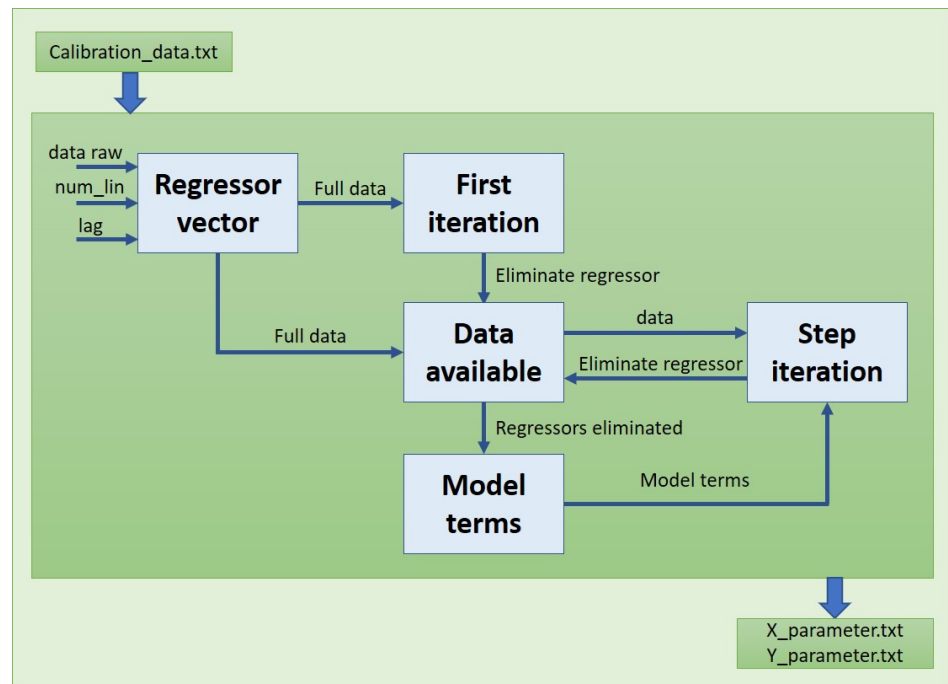 Calibration_data.txt
data raw
num_lin
lag
Regressor
vector
Full data
First
iteration
Eliminate regressor
Full data
Data
available
data
Eliminate regressor
Step
iteration
Regressors eliminated
Model
terms
Model terms
X_parameter.txt
Y_parameter.txt